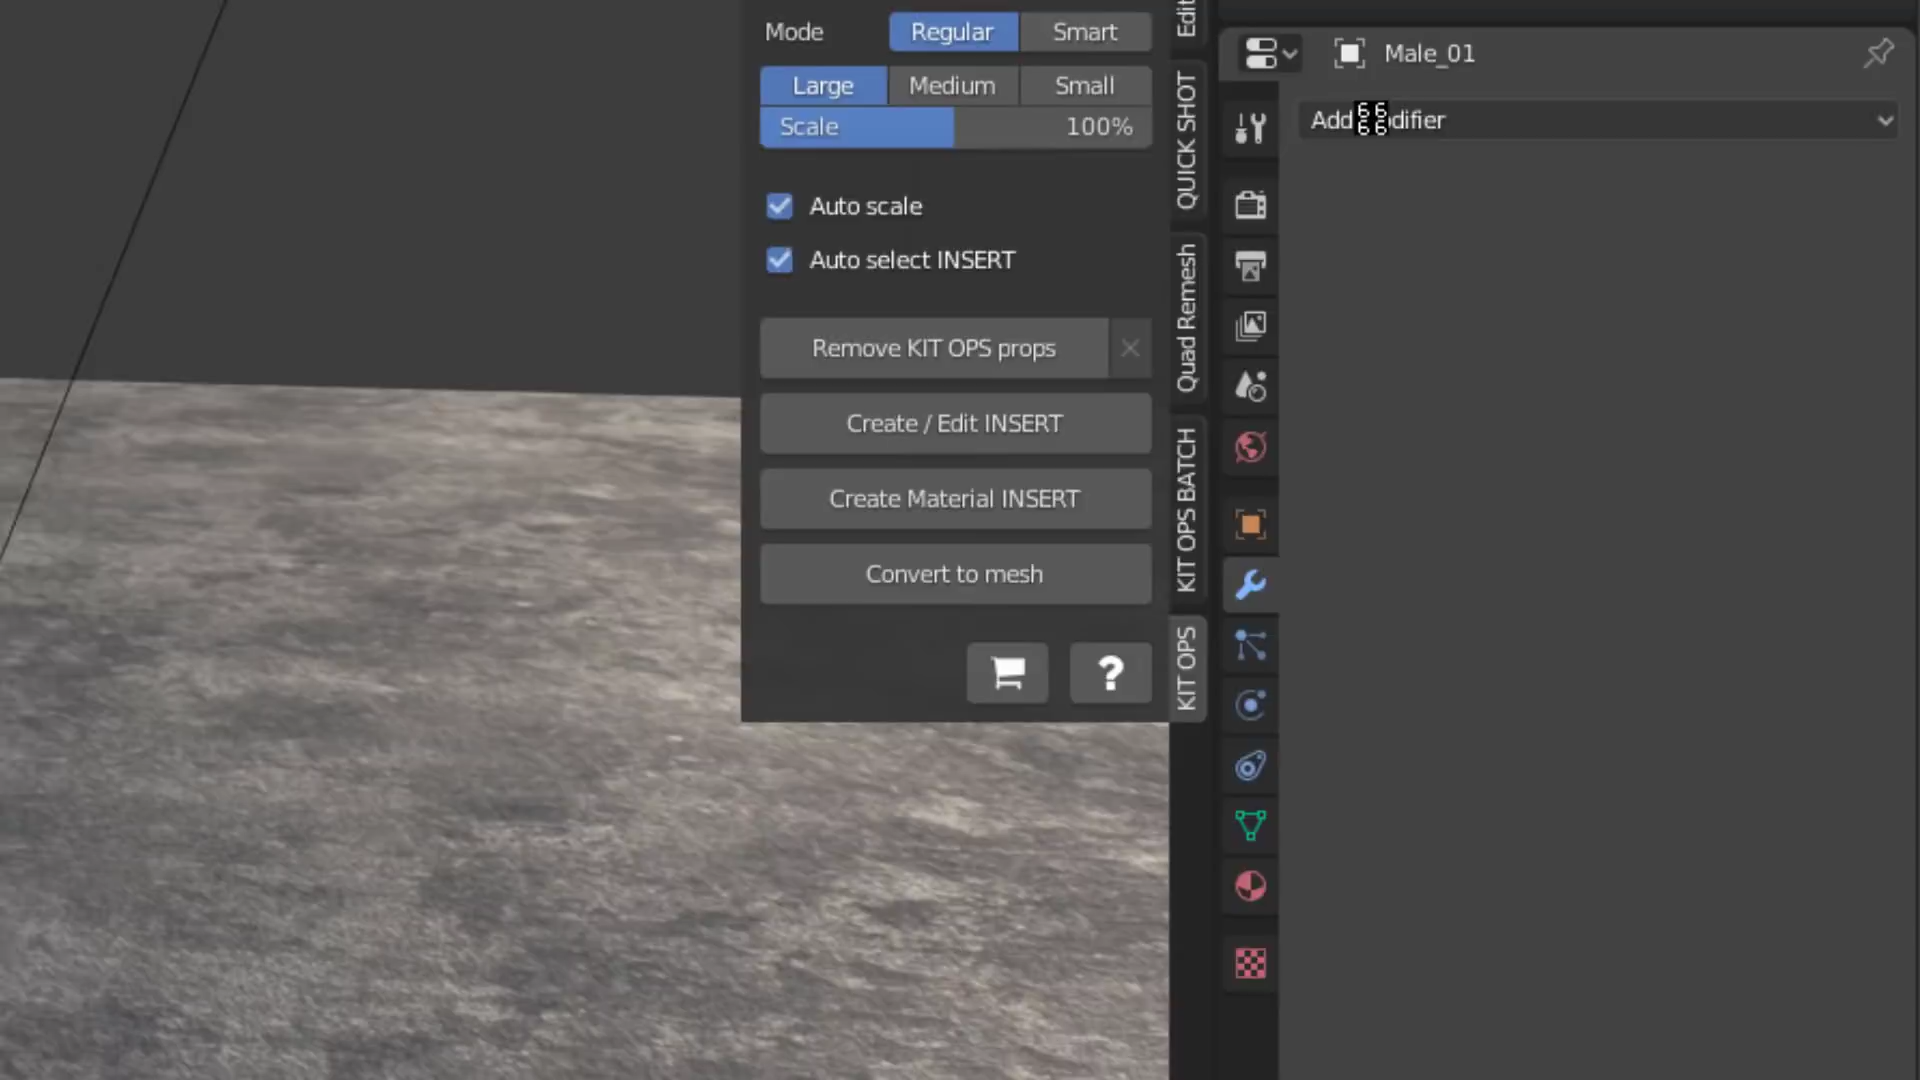 Mode
Regular
Smart
Large
Medium
Small
Scale
100%
Auto scale
Auto select INSERT
Remove KIT OPS props
Create / Edit INSERT
Create Material INSERT
Convert to mesh
?
Edit
QUICK SHOT
Quad Remesh
KIT OPS BATCH
KIT OPS
Male_01
Add